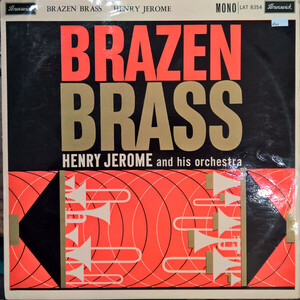 Brunswick BRAZEN BRASS HENRY JEROME MONO LAT 8354 Brunswick
BRAZEN
BRASS
HENRY JEROME and his orchestra